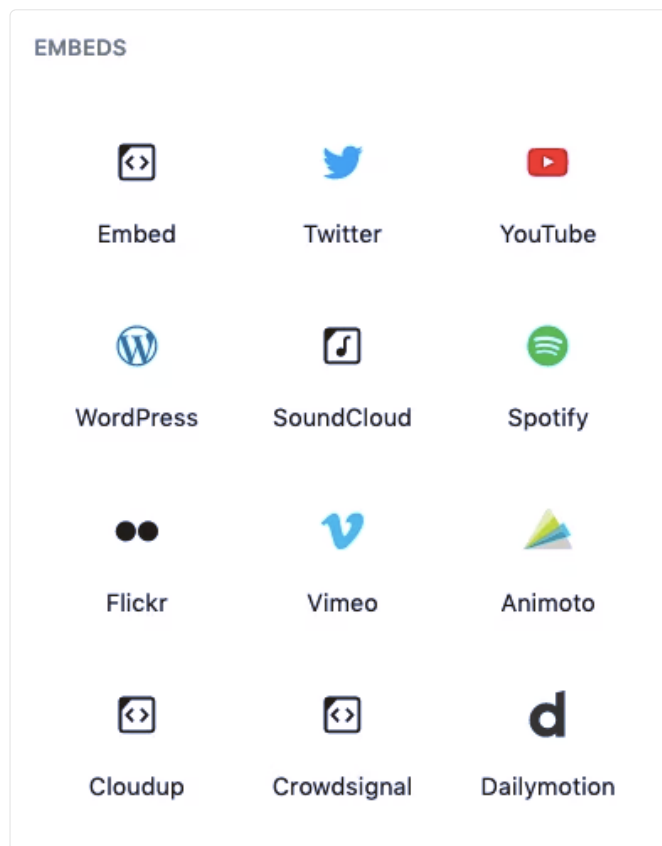 EMBEDS
Embed Twitter YouTube
WordPress SoundCloud Spotify
Flickr Vimeo Animoto
Cloudup Crowdsignal Dailymotion